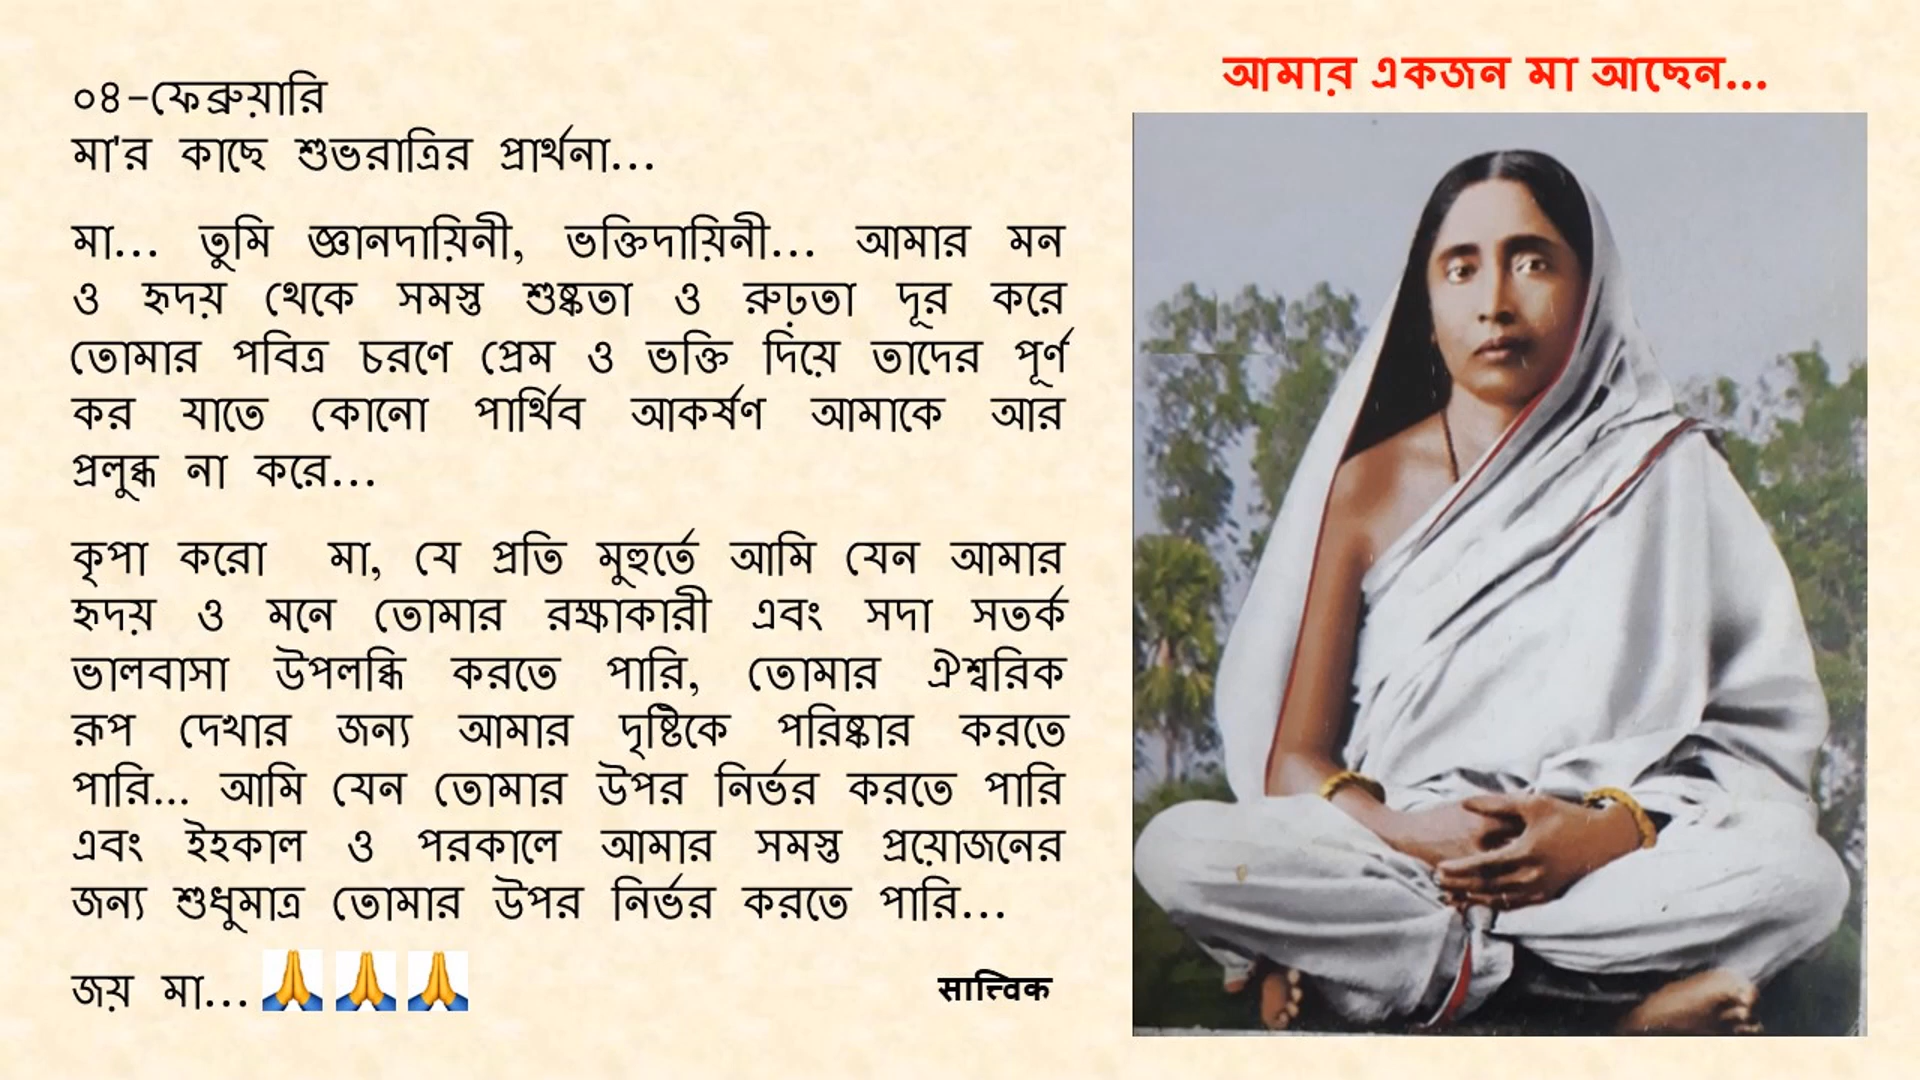 ০৪-ফেব্রুয়ারি
মা'র কাছে শুভরাত্রির প্রার্থনা...
মা... তুমি জ্ঞানদায়িনী, ভক্তিদায়িনী... আমার মন
ও হৃদয় থেকে সমস্ত শুষ্কতা ও রুঢ়তা দূর করে
তোমার পবিত্র চরণে প্রেম ও ভক্তি দিয়ে তাদের পূর্ণ
কর যাতে কোনো পার্থিব আকর্ষণ আমাকে আর
প্রলুব্ধ না করে...
কৃপা করো মা, যে প্রতি মুহুর্তে আমি যেন আমার
হৃদয় ও মনে তোমার রক্ষাকারী এবং সদা সতর্ক
ভালবাসা উপলব্ধি করতে পারি, তোমার ঐশ্বরিক
রূপ দেখার জন্য আমার দৃষ্টিকে পরিষ্কার করতে
পারি... আমি যেন তোমার উপর নির্ভর করতে পারি
এবং ইহকাল ও পরকালে আমার সমস্ত প্রয়োজনের
জন্য শুধুমাত্র তোমার উপর নির্ভর করতে পারি...
জয় মা... 🙏 🙏 🙏
सात्त्विक
আমার একজন মা আছেন...